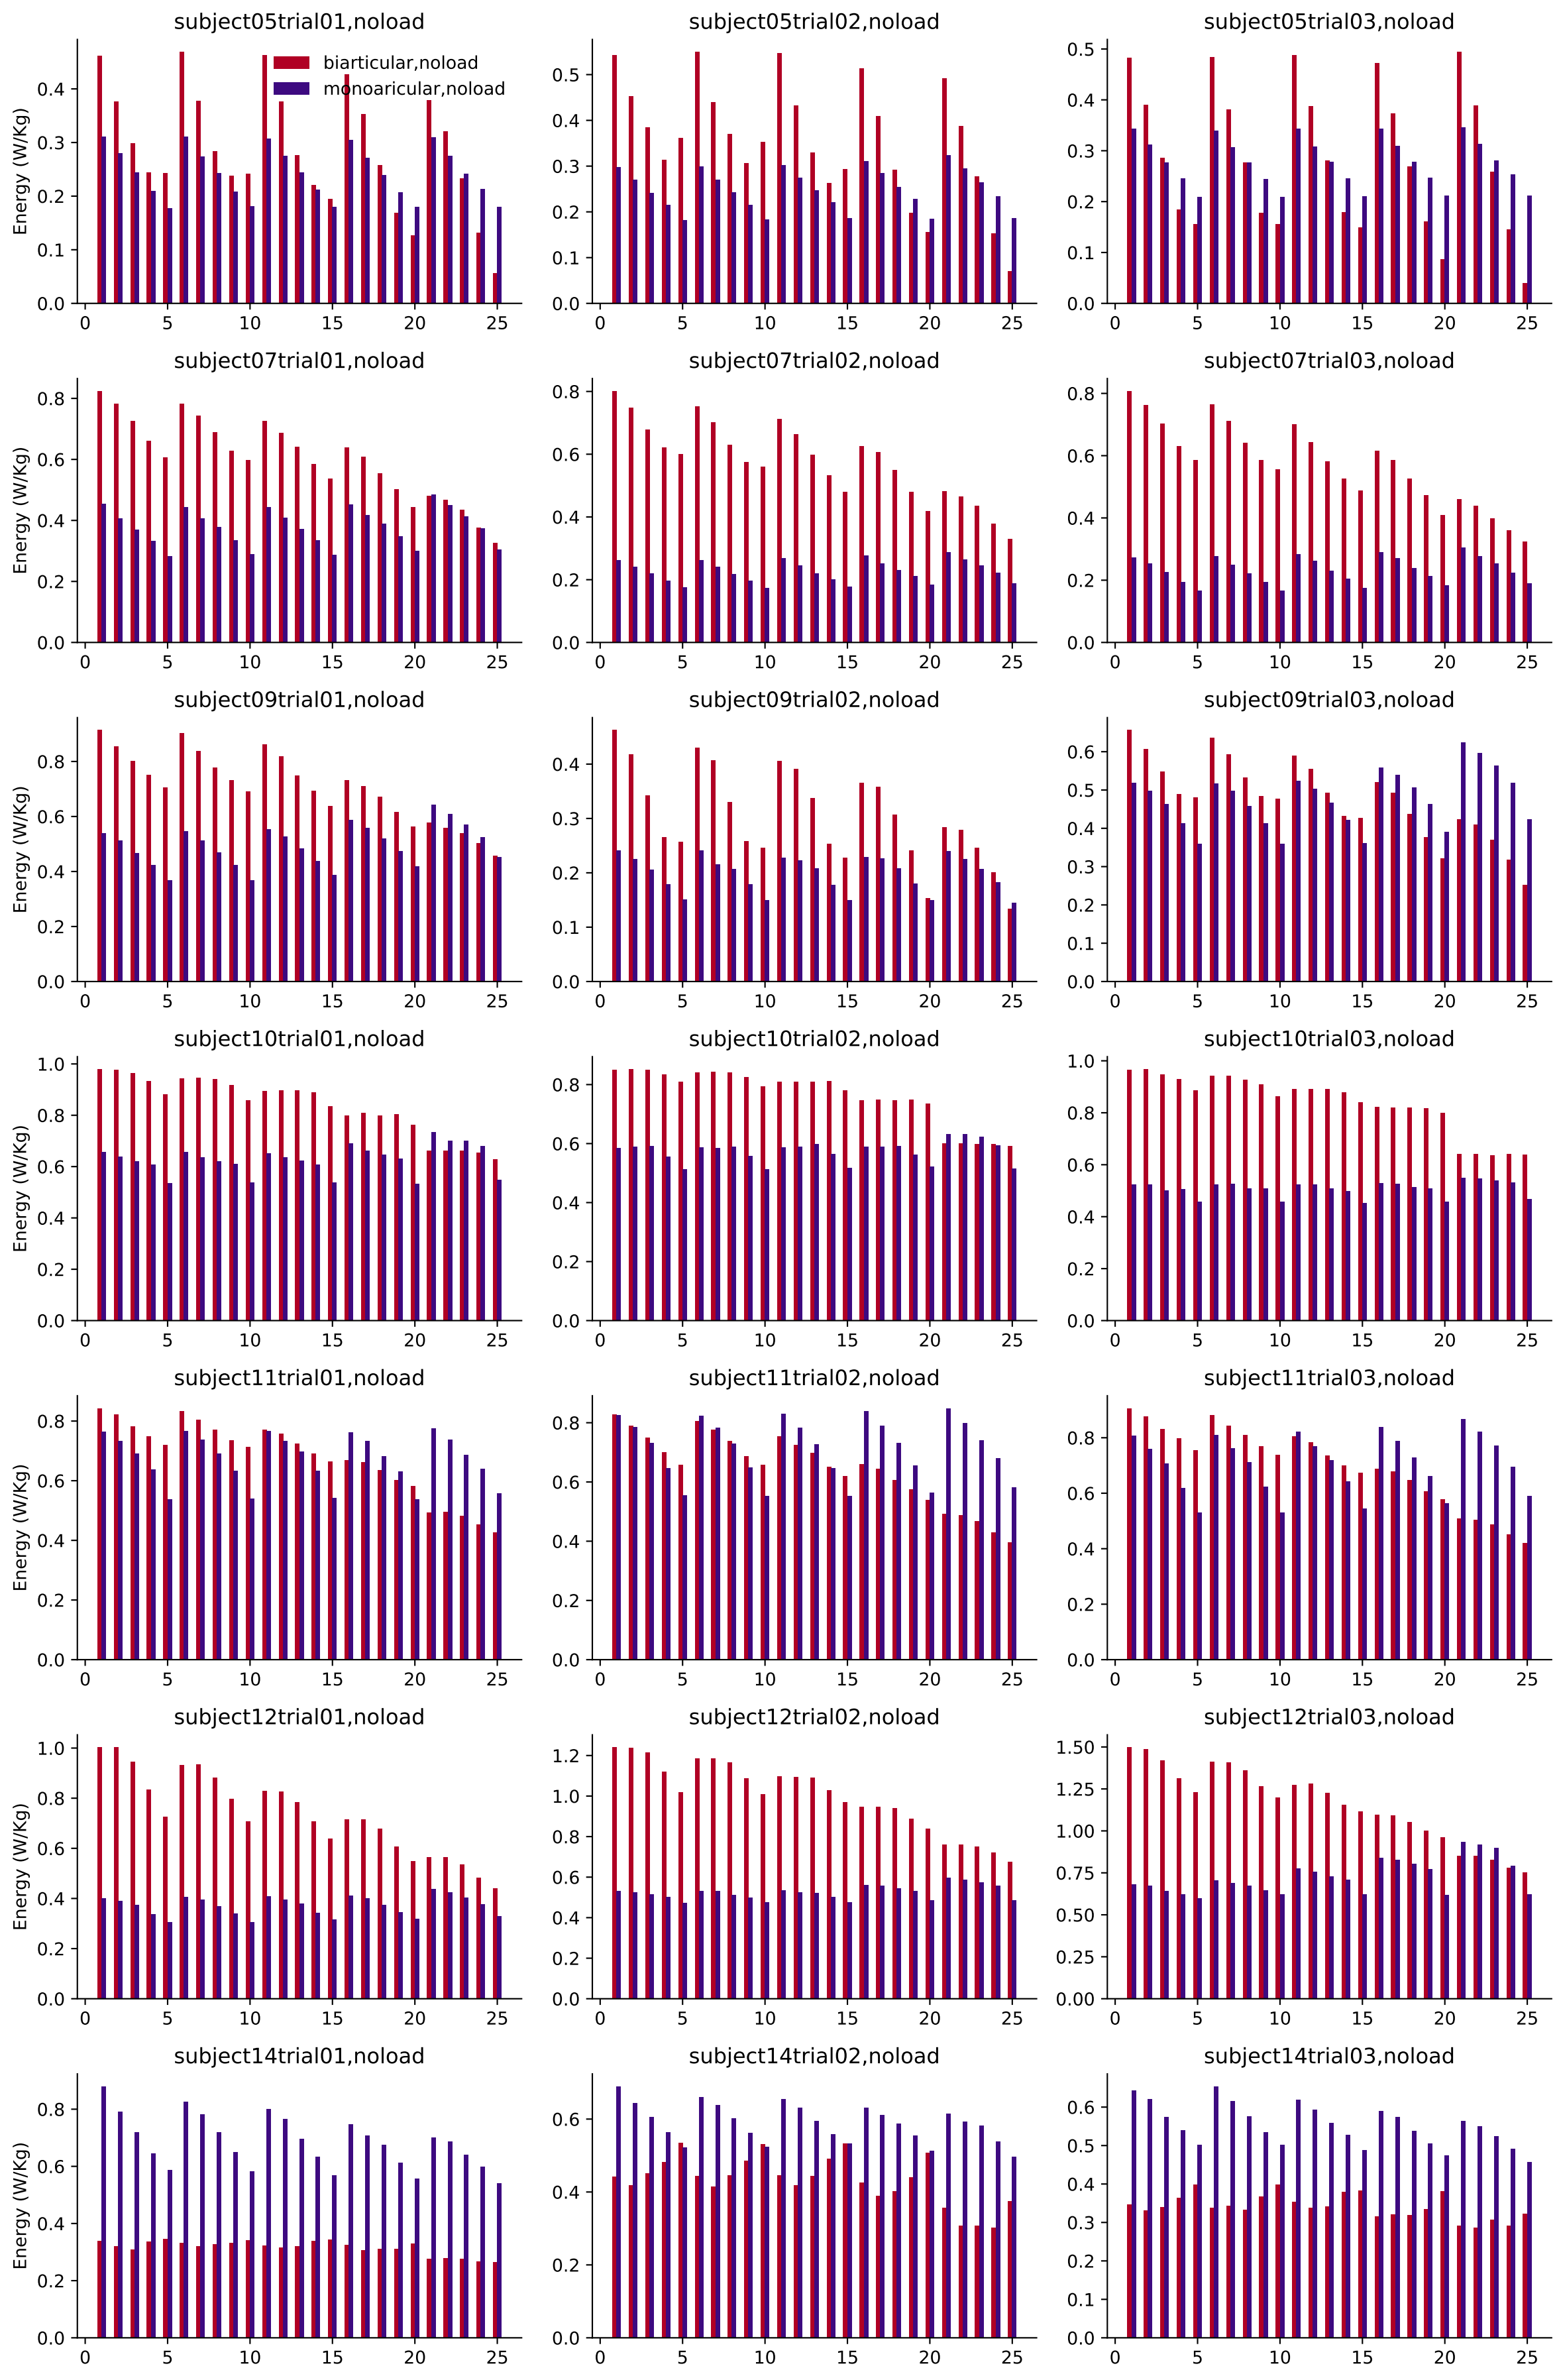 subject05trial01,noload
subject05trial02,noload
subject05trial03,noload
biarticular,noload
monoaricular,noload
Energy (W/Kg)
0.4
0.3
0.2
0.1
0.0
0 5 10 15 20 25
0.5
0.4
0.3
0.2
0.1
0.0
0 5 10 15 20 25
0.5
0.4
0.3
0.2
0.1
0.0
0 5 10 15 20 25
subject07trial01,noload
subject07trial02,noload
subject07trial03,noload
Energy (W/Kg)
0.8
0.6
0.4
0.2
0.0
0 5 10 15 20 25
0.8
0.6
0.4
0.2
0.0
0 5 10 15 20 25
0.8
0.6
0.4
0.2
0.0
0 5 10 15 20 25
subject09trial01,noload
subject09trial02,noload
subject09trial03,noload
Energy (W/Kg)
0.8
0.6
0.4
0.2
0.0
0 5 10 15 20 25
0.4
0.3
0.2
0.1
0.0
0 5 10 15 20 25
0.6
0.5
0.4
0.3
0.2
0.1
0.0
0 5 10 15 20 25
subject10trial01,noload
subject10trial02,noload
subject10trial03,noload
Energy (W/Kg)
1.0
0.8
0.6
0.4
0.2
0.0
0 5 10 15 20 25
0.8
0.6
0.4
0.2
0.0
0 5 10 15 20 25
1.0
0.8
0.6
0.4
0.2
0.0
0 5 10 15 20 25
subject11trial01,noload
subject11trial02,noload
subject11trial03,noload
Energy (W/Kg)
0.8
0.6
0.4
0.2
0.0
0 5 10 15 20 25
0.8
0.6
0.4
0.2
0.0
0 5 10 15 20 25
0.8
0.6
0.4
0.2
0.0
0 5 10 15 20 25
subject12trial01,noload
subject12trial02,noload
subject12trial03,noload
Energy (W/Kg)
1.0
0.8
0.6
0.4
0.2
0.0
0 5 10 15 20 25
1.2
1.0
0.8
0.6
0.4
0.2
0.0
0 5 10 15 20 25
1.50
1.25
1.00
0.75
0.50
0.25
0.00
0 5 10 15 20 25
subject14trial01,noload
subject14trial02,noload
subject14trial03,noload
Energy (W/Kg)
0.8
0.6
0.4
0.2
0.0
0 5 10 15 20 25
0.6
0.4
0.2
0.0
0 5 10 15 20 25
0.6
0.5
0.4
0.3
0.2
0.1
0.0
0 5 10 15 20 25